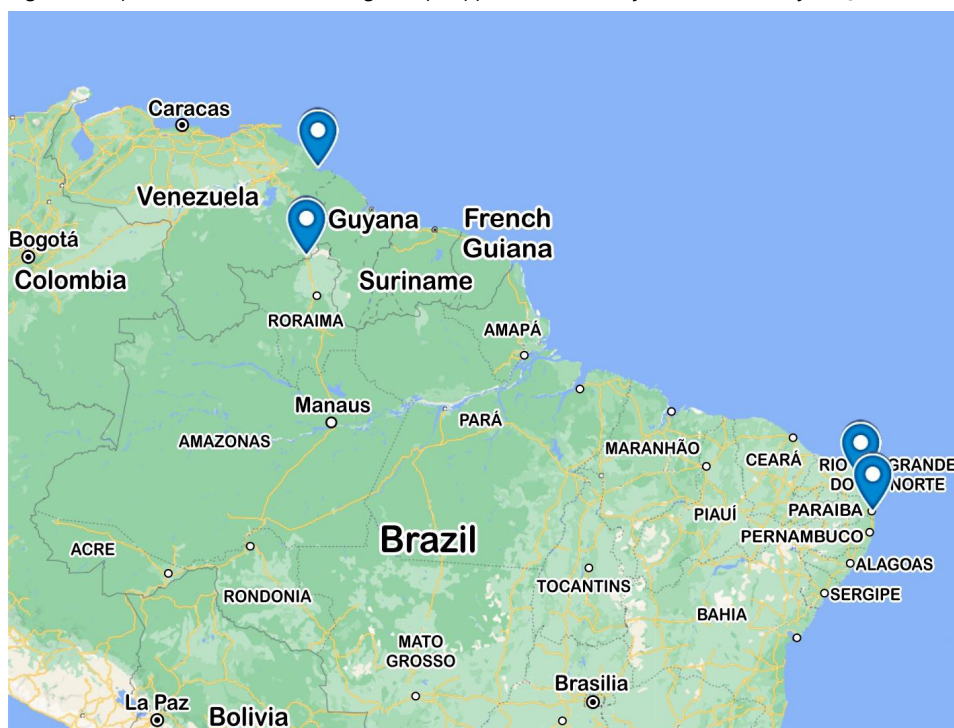 Caracas
Venezuela
Guyana
French
Guiana
Bogotá
Colombia
Suriname
RORAIMA
AMAPÁ
Manaus
PARÁ
AMAZONAS
MARANHÃO
CEARÁ
RIO GRANDE
DO NORTE
PARAIBA
PIAUÍ
PERNAMBUCO
Brazil
ACRE
ALAGOAS
TOCANTINS
RONDONIA
SERGIPE
BAHIA
MATO
GROSSO
Brasilia
La Paz
Bolivia